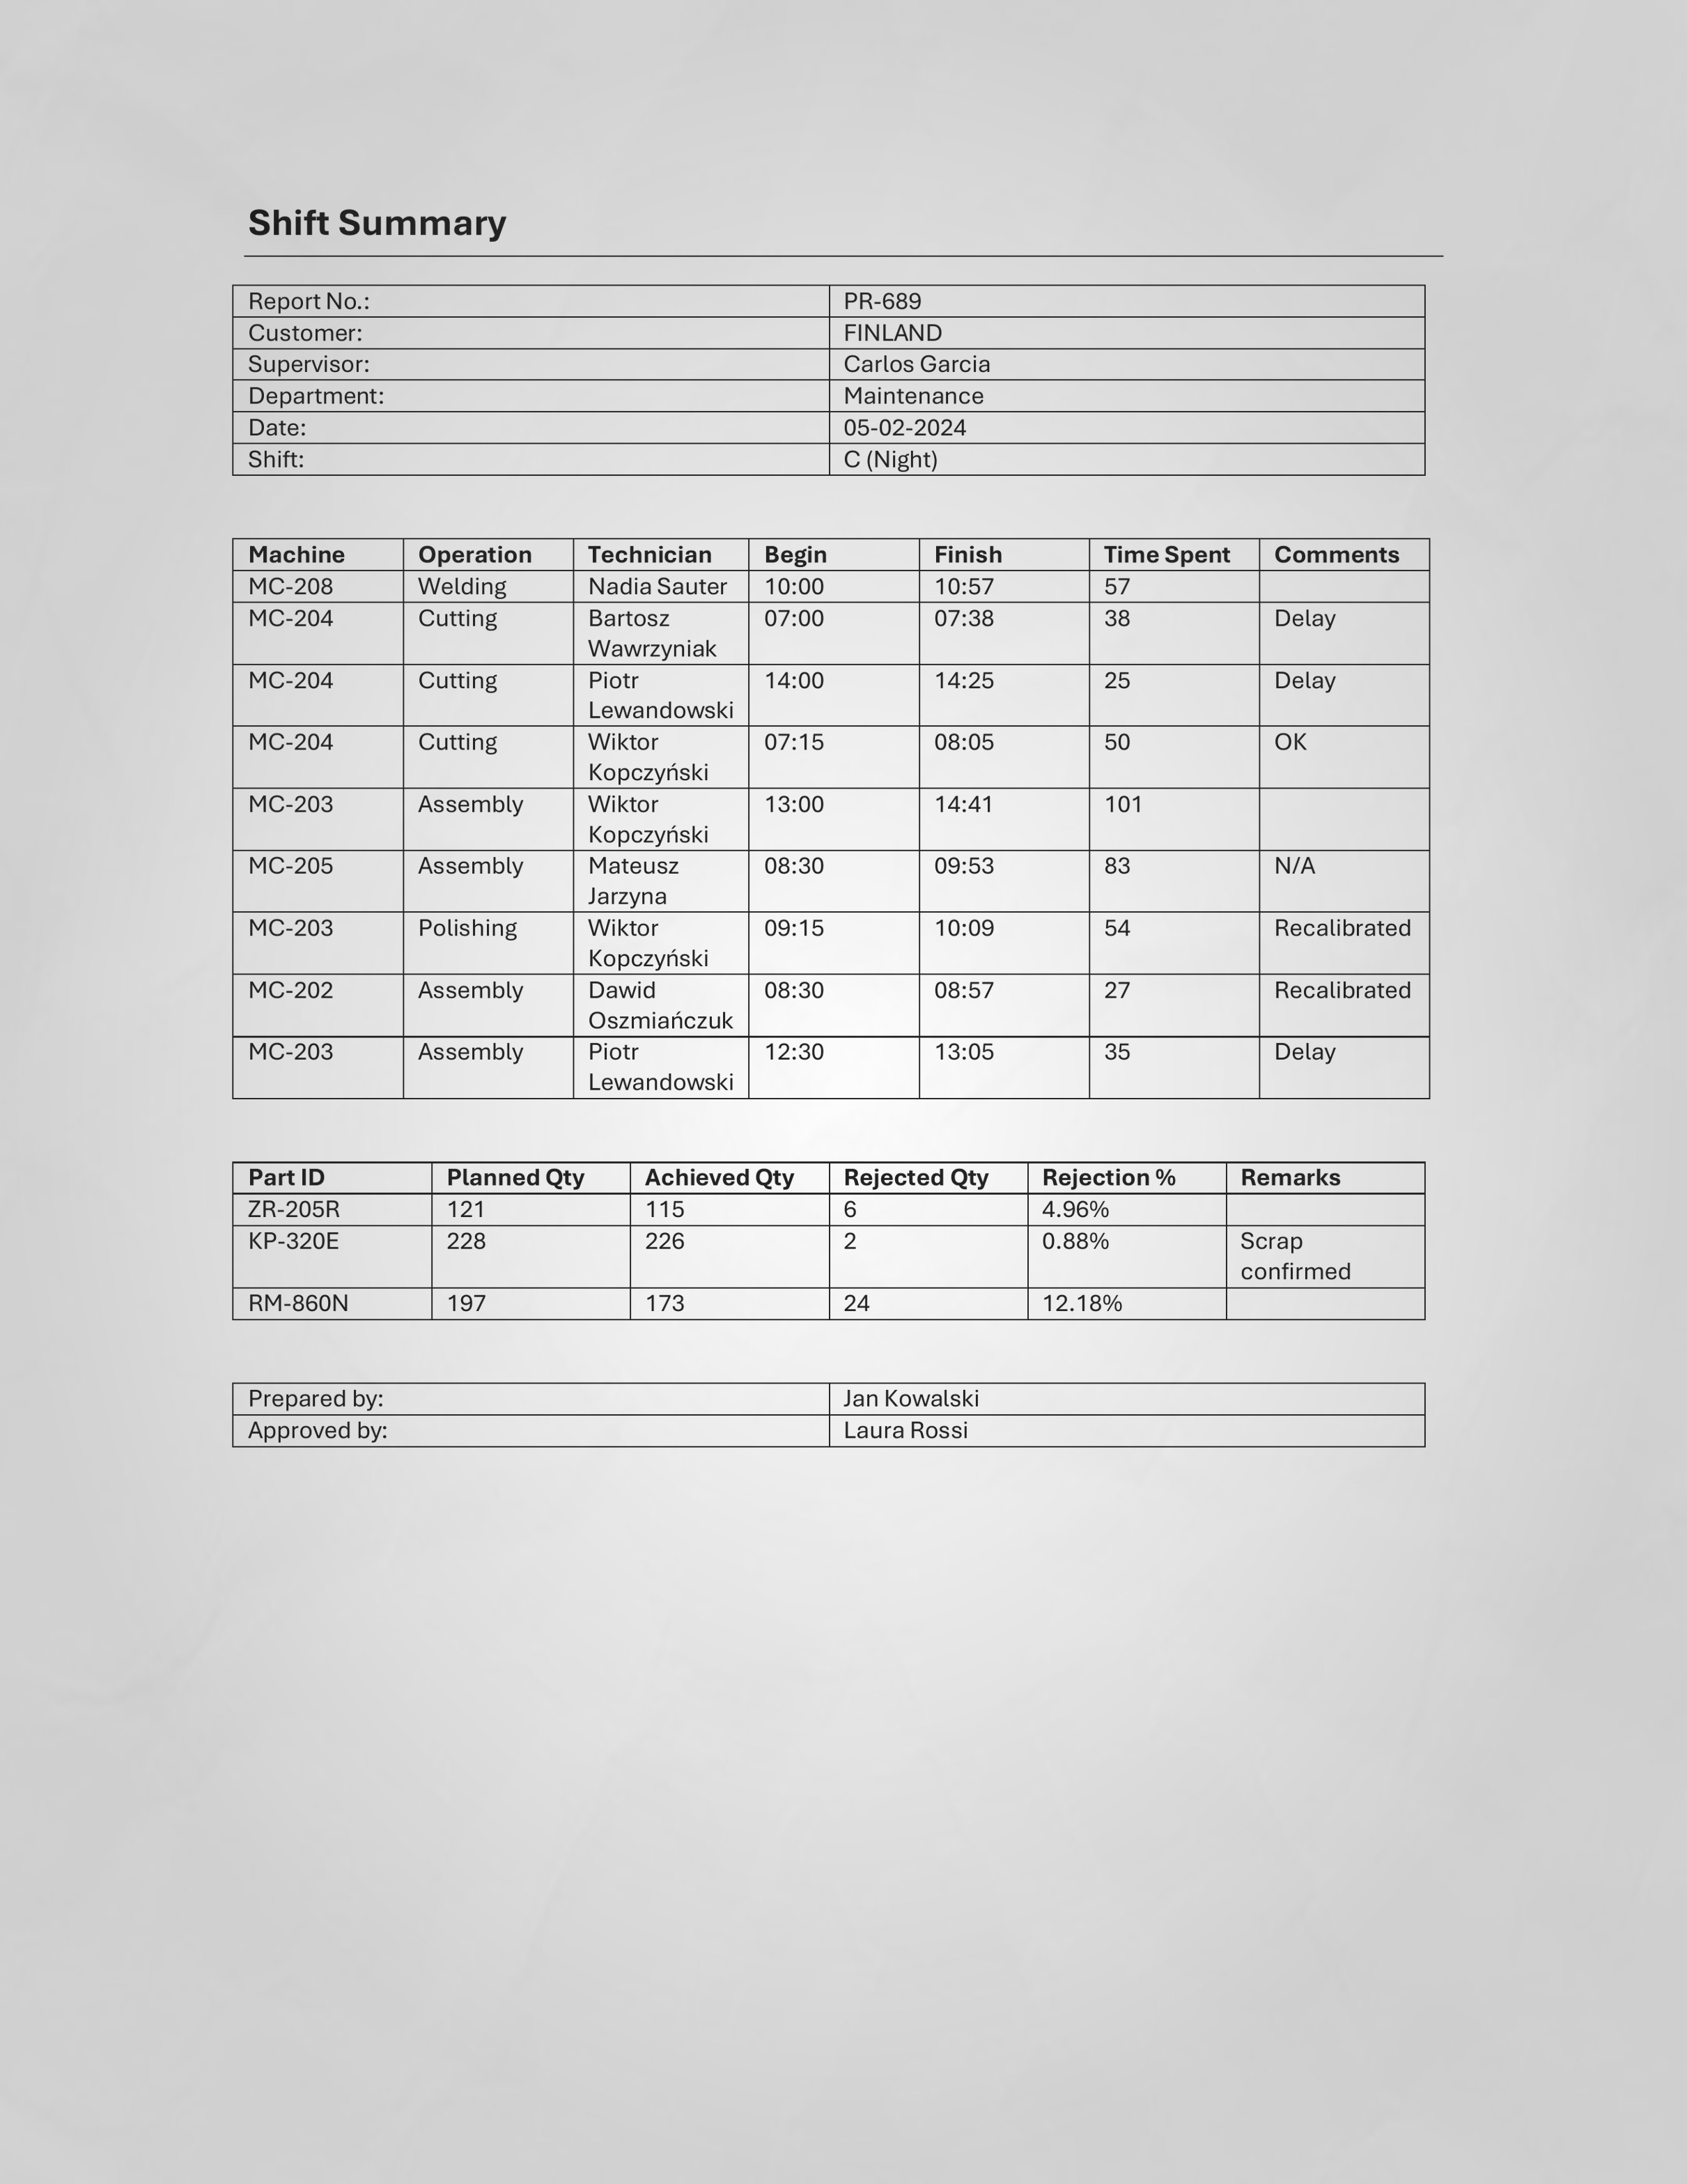 Shift Summary
Report No.: PR-689
Customer: FINLAND
Supervisor: Carlos Garcia
Department: Maintenance
Date: 05-02-2024
Shift: C (Night)
Machine Operation Technician Begin Finish Time Spent Comments
MC-208 Welding Nadia Sauter 10:00 10:57 57
MC-204 Cutting Bartosz 07:00 07:38 38 Delay
Wawrzyniak
MC-204 Cutting Piotr 14:00 14:25 25 Delay
Lewandowski
MC-204 Cutting Wiktor 07:15 08:05 50 OK
Kopczyński
MC-203 Assembly Wiktor 13:00 14:41 101
Kopczyński
MC-205 Assembly Mateusz 08:30 09:53 83 N/A
Jarzyna
MC-203 Polishing Wiktor 09:15 10:09 54 Recalibrated
Kopczyński
MC-202 Assembly Dawid 08:30 08:57 27 Recalibrated
Oszmiańczuk
MC-203 Assembly Piotr 12:30 13:05 35 Delay
Lewandowski
Part ID Planned Qty Achieved Qty Rejected Qty Rejection % Remarks
ZR-205R 121 115 6 4.96%
KP-320E 228 226 2 0.88% Scrap
confirmed
RM-860N 197 173 24 12.18%
Prepared by: Jan Kowalski
Approved by: Laura Rossi